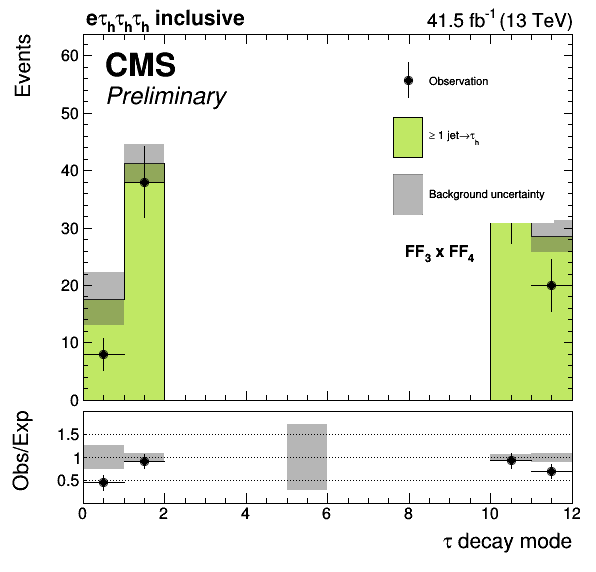 eτhτhτh inclusive
41.5 fb-1 (13 TeV)
Events
CMS
Preliminary
Observation
≥ 1 jet→τh
Background uncertainty
FF3 x FF4
60
50
40
30
20
10
0
Obs/Exp
1.5
1
0.5
0 2 4 6 8 10 12
τ decay mode